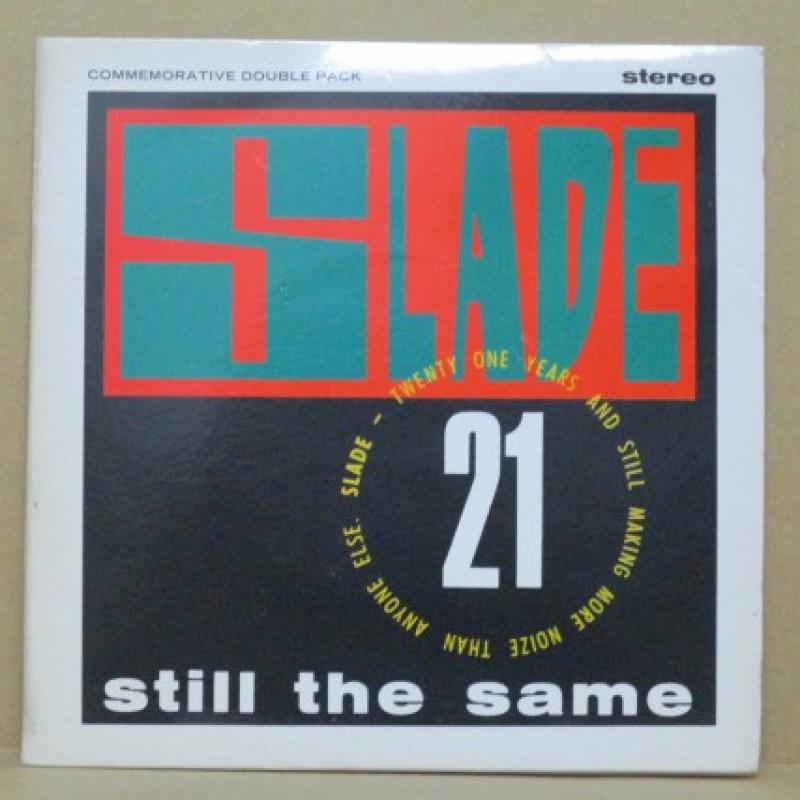 COMMEMORATIVE DOUBLE PACK
stereo
SLADE
SLADE – TWENTY ONE YEARS AND STILL MAKING MORE NOIZE THAN ANYONE ELSE.
21
still the same